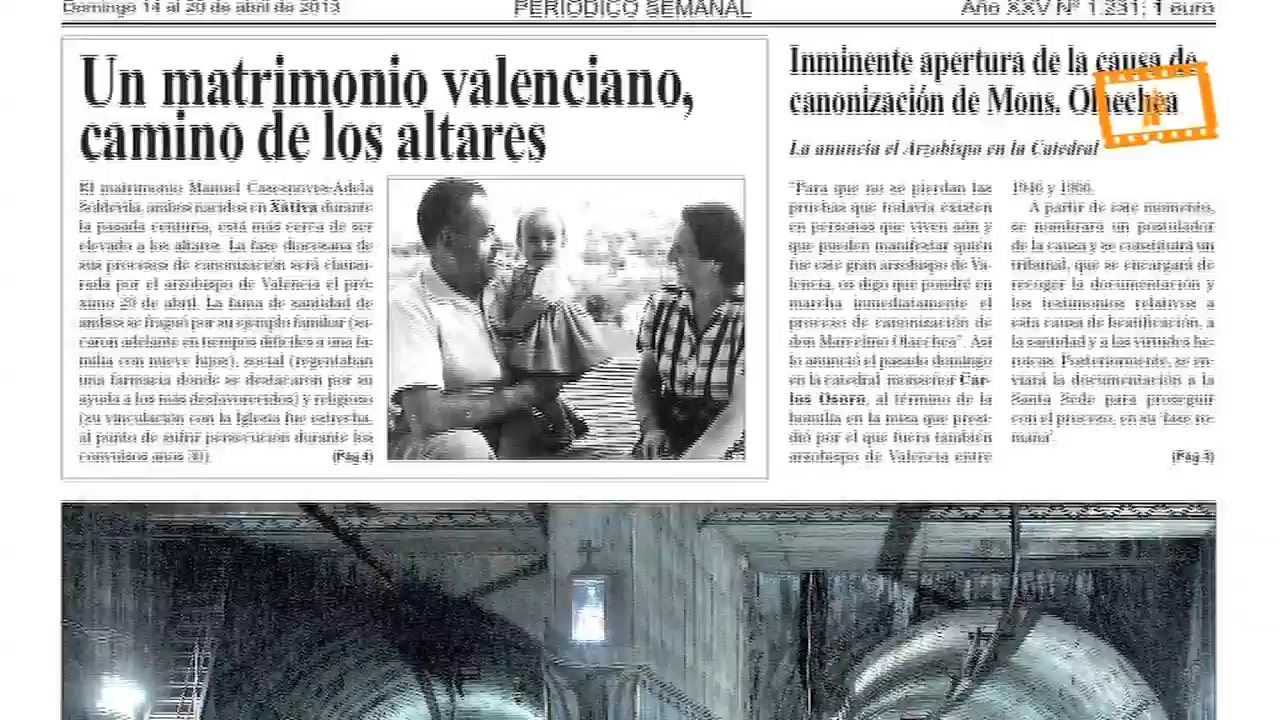 Domingo 14 al 20 de abril de 2013
PERIÓDICO SEMANAL
Año XXV Nº 1.231; 1 euro
Un matrimonio valenciano,
camino de los altares
El matrimonio Manuel Casesnoves-Adela
Soldevila, ambos nacidos en Xàtiva durante
la pasada centuria, está más cerca de ser
elevado a los altares. La fase diocesana de
sus procesos de canonización será clausu-
rada por el arzobispo de Valencia el pró-
ximo 20 de abril. La fama de santidad de
ambos se fraguó por su ejemplo familiar (sa-
caron adelante en tiempos difíciles a una fa-
milia con nueve hijos), social (regentaban
una farmacia donde se destacaron por su
ayuda a los más desfavorecidos) y religioso
(su vinculación con la Iglesia fue estrecha,
al punto de sufrir persecución durante los
convulsos años 30).
(Pág 4)
Inminente apertura de la causa de
canonización de Mons. Olaechea
La anuncia el Arzobispo en la Catedral
"Para que no se pierdan las
pruebas que todavía existen
en personas que viven aún y
que pueden manifestar quién
fue este gran arzobispo de Va-
lencia, os digo que pondré en
marcha inmediatamente el
proceso de canonización de
don Marcelino Olaechea". Así
lo anunció el pasado domingo
en la catedral monseñor Car-
los Osoro, al término de la
homilía en la misa que presi-
dió por el que fuera también
arzobispo de Valencia entre
1946 y 1966.
A partir de este momento,
se nombrará un postulador
de la causa y se constituirá un
tribunal, que se encargará de
recoger la documentación y
los testimonios relativos a
esta causa de beatificación, a
la santidad y a las virtudes he-
roicas. Posteriormente, se en-
viará la documentación a la
Santa Sede para proseguir
con el proceso, en su 'fase ro-
mana'.